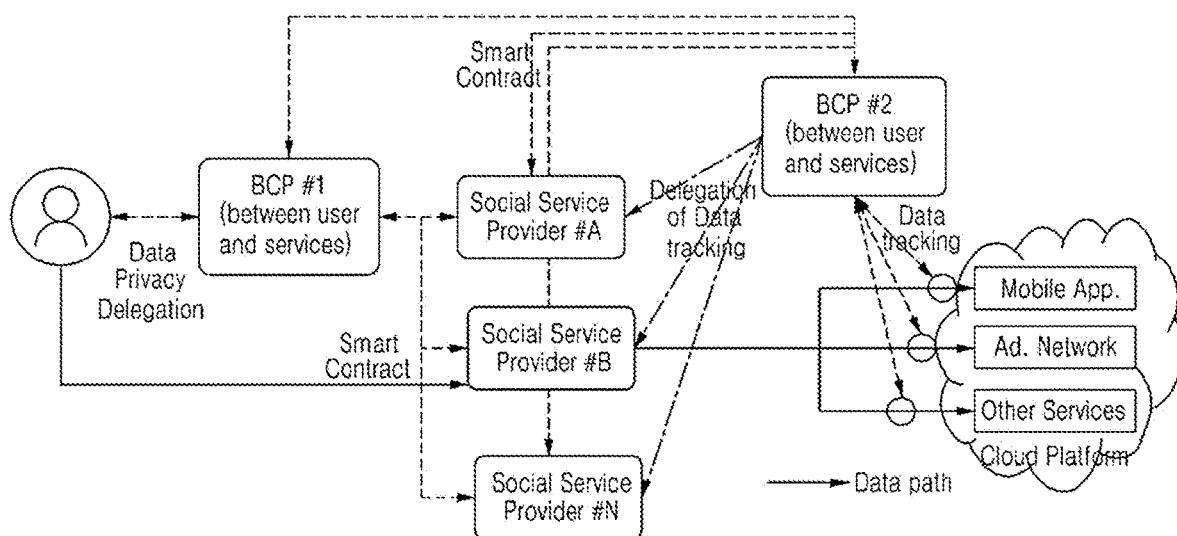 Smart
Contract
BCP #2
(between user
and services)
BCP #1
(between user
and services)
Social Service
Provider #A
Delegation
of Data
tracking
Data
tracking
Data
Privacy
Delegation
Mobile App.
Social Service
Provider #B
Ad. Network
Smart
Contract
Other Services
Cloud Platform
Social Service
Provider #N
Data path